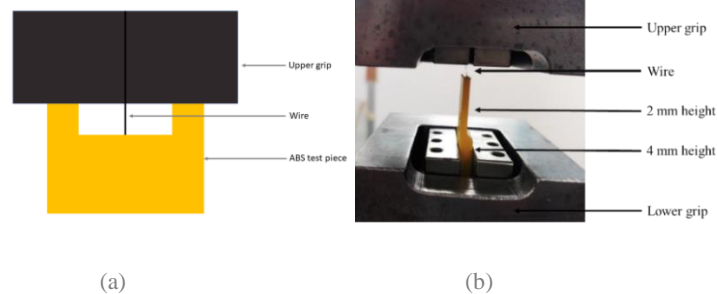 Upper grip
Wire
ABS test piece
(a)
Upper grip
Wire
2 mm height
4 mm height
Lower grip
(b)